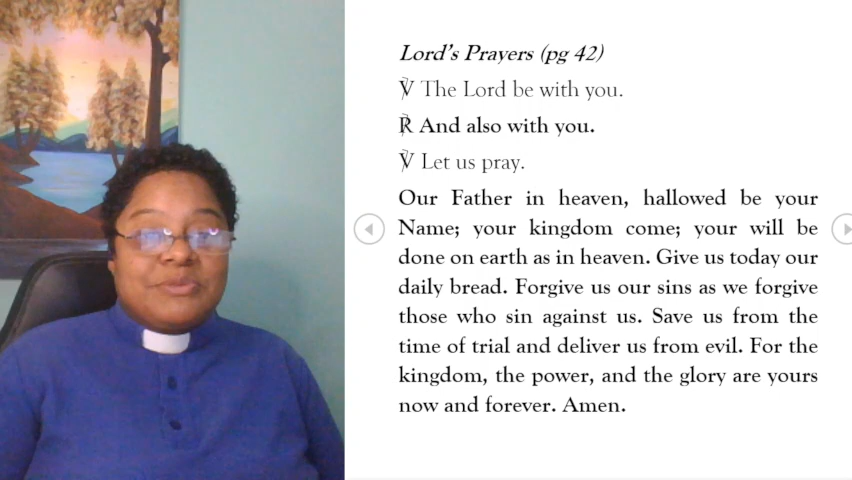 Lord's Prayers (pg 42)
℣ The Lord be with you.
℟ And also with you.
℣ Let us pray.
Our Father in heaven, hallowed be your
Name; your kingdom come; your will be
done on earth as in heaven. Give us today our
daily bread. Forgive us our sins as we forgive
those who sin against us. Save us from the
time of trial and deliver us from evil. For the
kingdom, the power, and the glory are yours
now and forever. Amen.